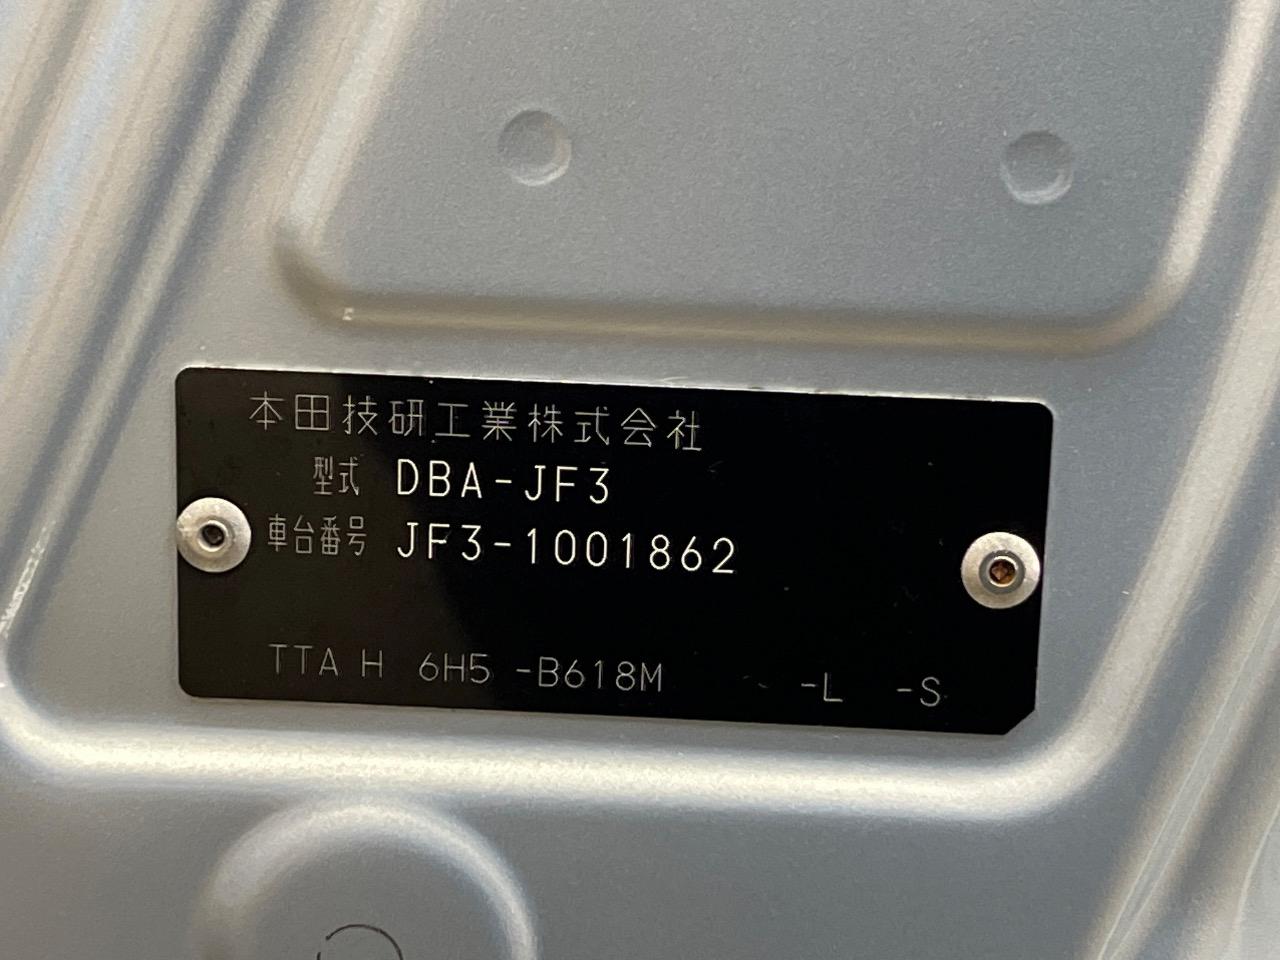 本田技研工業株式会社
型式 DBA-JF3
車台番号 JF3-1001862
TTA H 6H5 -B618M -L -S